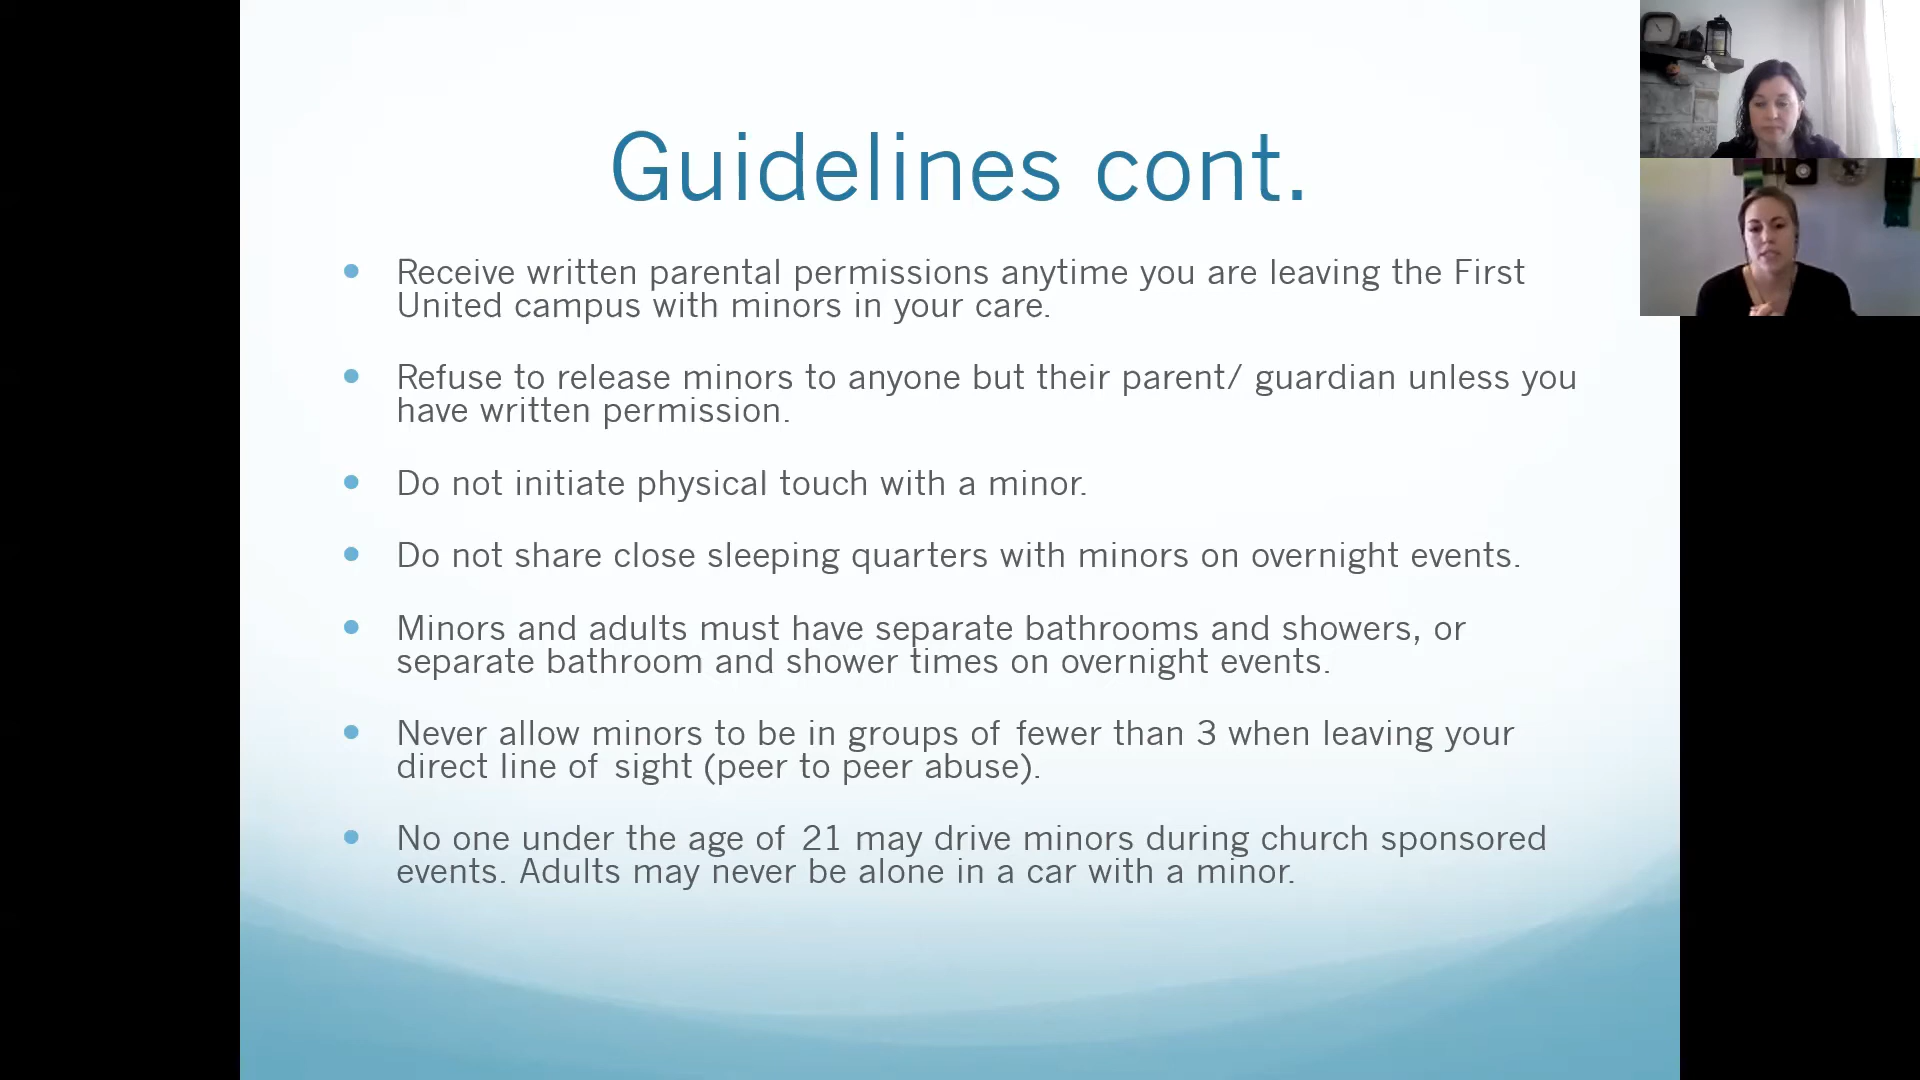 Guidelines cont.
Receive written parental permissions anytime you are leaving the First
United campus with minors in your care.
Refuse to release minors to anyone but their parent/ guardian unless you
have written permission.
Do not initiate physical touch with a minor.
Do not share close sleeping quarters with minors on overnight events.
Minors and adults must have separate bathrooms and showers, or
separate bathroom and shower times on overnight events.
Never allow minors to be in groups of fewer than 3 when leaving your
direct line of sight (peer to peer abuse).
No one under the age of 21 may drive minors during church sponsored
events. Adults may never be alone in a car with a minor.